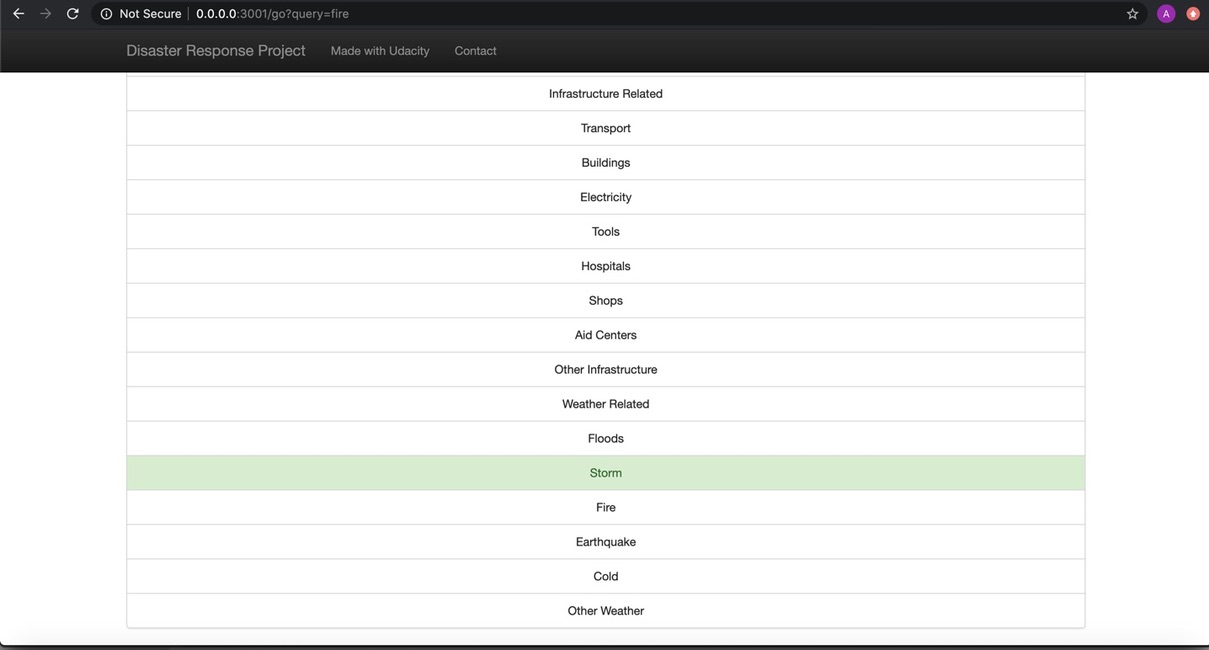 Not Secure 0.0.0.0:3001/go?query=fire A
Disaster Response Project Made with Udacity Contact
Infrastructure Related
Transport
Buildings
Electricity
Tools
Hospitals
Shops
Aid Centers
Other Infrastructure
Weather Related
Floods
Storm
Fire
Earthquake
Cold
Other Weather